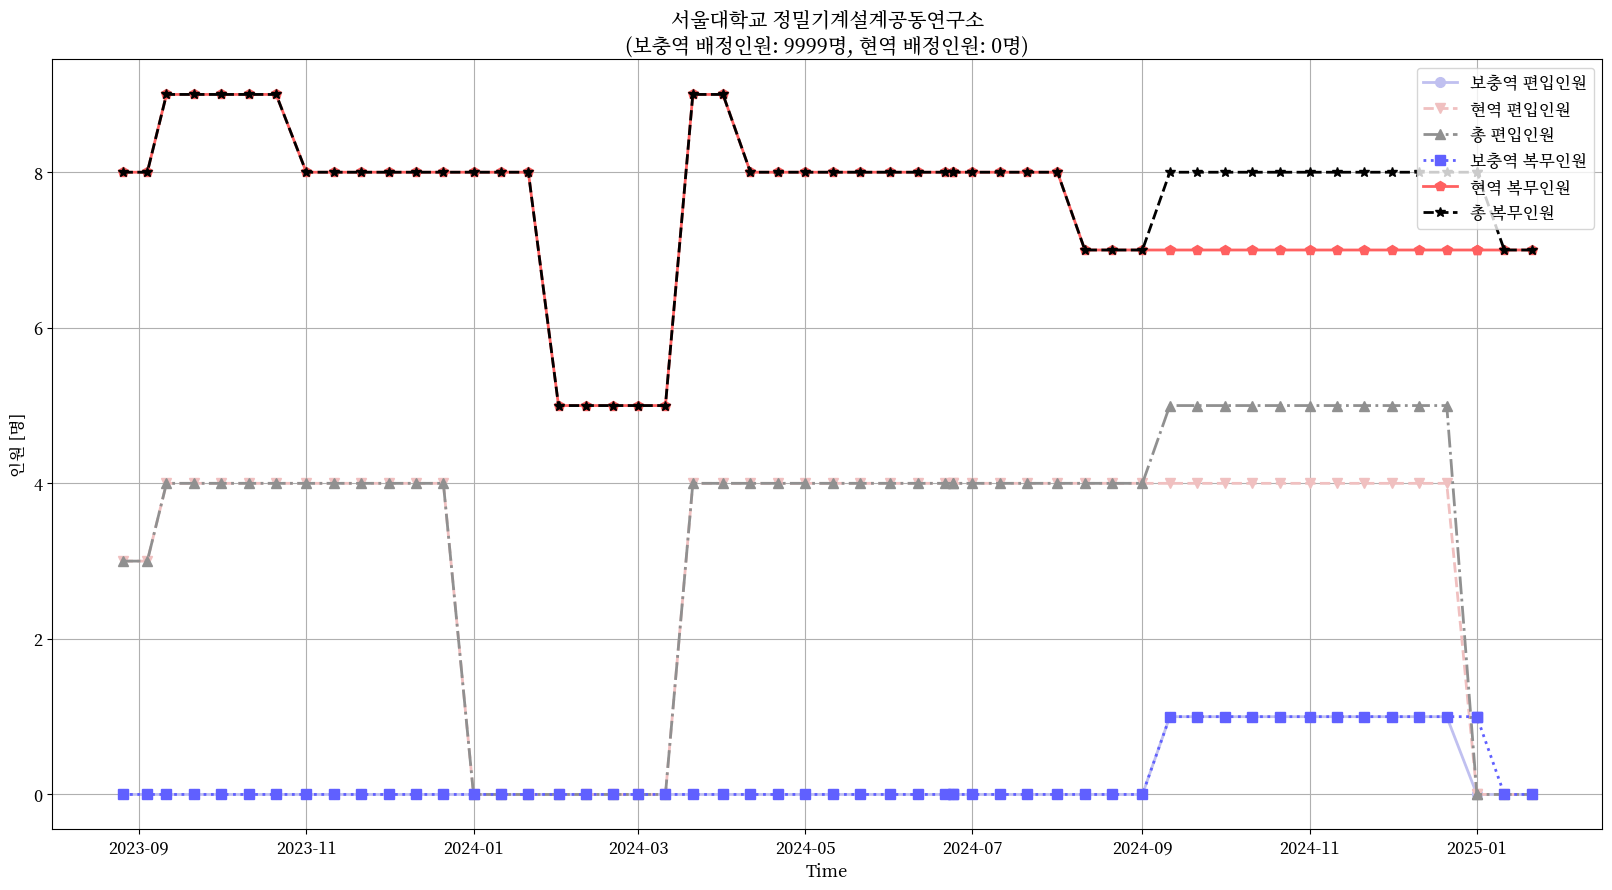 서울대학교 정밀기계설계공동연구소
(보충역 배정인원: 9999명, 현역 배정인원: 0명)
보충역 편입인원
현역 편입인원
총 편입인원
보충역 복무인원
현역 복무인원
총 복무인원
인원 [명]
8
6
4
2
0
2023-09
2023-11
2024-01
2024-03
2024-05
2024-07
2024-09
2024-11
2025-01
Time